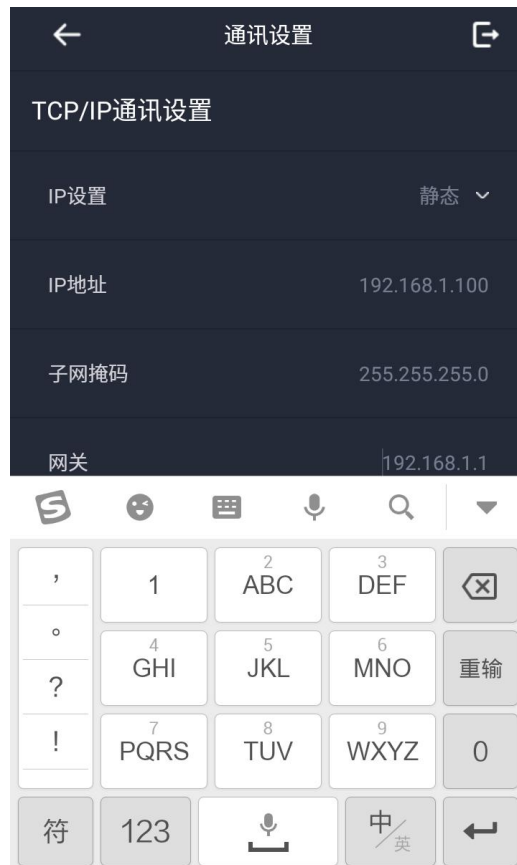 通讯设置
TCP/IP通讯设置
IP设置 静态
IP地址 192.168.1.100
子网掩码 255.255.255.0
网关 192.168.1.1
S
, 1 2 ABC 3 DEF
。
4 GHI 5 JKL 6 MNO 重输
?
! 7 PQRS 8 TUV 9 WXYZ 0
符 123 中/英